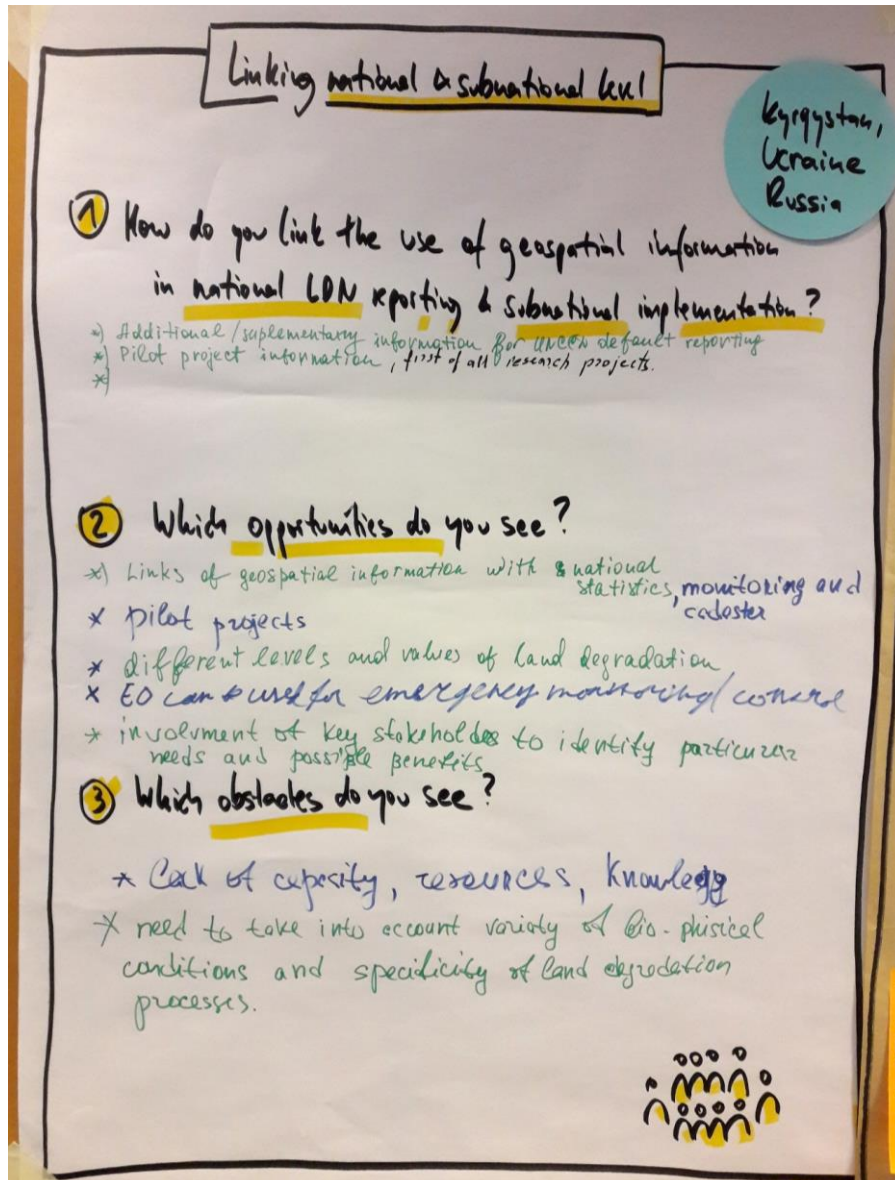 Linking national & subnational level
Kyrgystan,
Ucraine
Russia
1 How do you link the use of geospatial information
in national LDN reporting & subnational implementation?
*) Additional/suplementary information for UNCCD default reporting
*) Pilot project information, first of all research projects.
*)
2 Which opportunities do you see?
*) Links of geospatial information with national
statistics, monitoring and
cadaster
* pilot projects
* different levels and values of land degradation
* EO can used for emergency monitoring/control
* involvment of key stakeholdes to identify particular
needs and possible benefits
3 Which obstacles do you see?
* lack of capasity, resources, knowledg
* need to take into account variaty of bio-phisical
conditions and specificity of land degradation
processes.